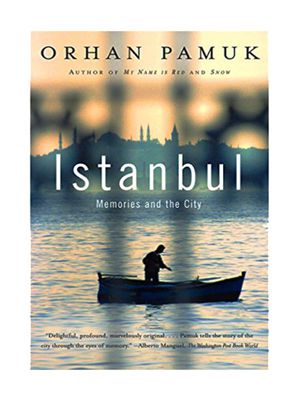 ORHAN PAMUK
AUTHOR OF MY NAME IS RED AND SNOW
Istanbul
Memories and the City
"Delightful, profound, marvelously original. . . . Pamuk tells the story of the
city through the eyes of memory." —Alberto Manguel, The Washington Post Book World